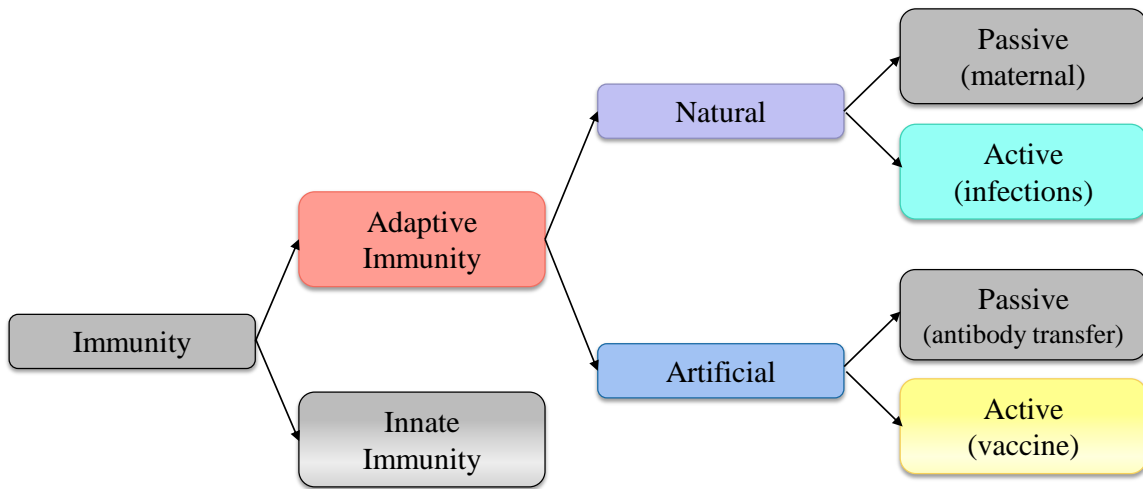 Passive
(maternal)
Natural
Active
(infections)
Adaptive
Immunity
Immunity
Passive
(antibody transfer)
Artificial
Innate
Immunity
Active
(vaccine)